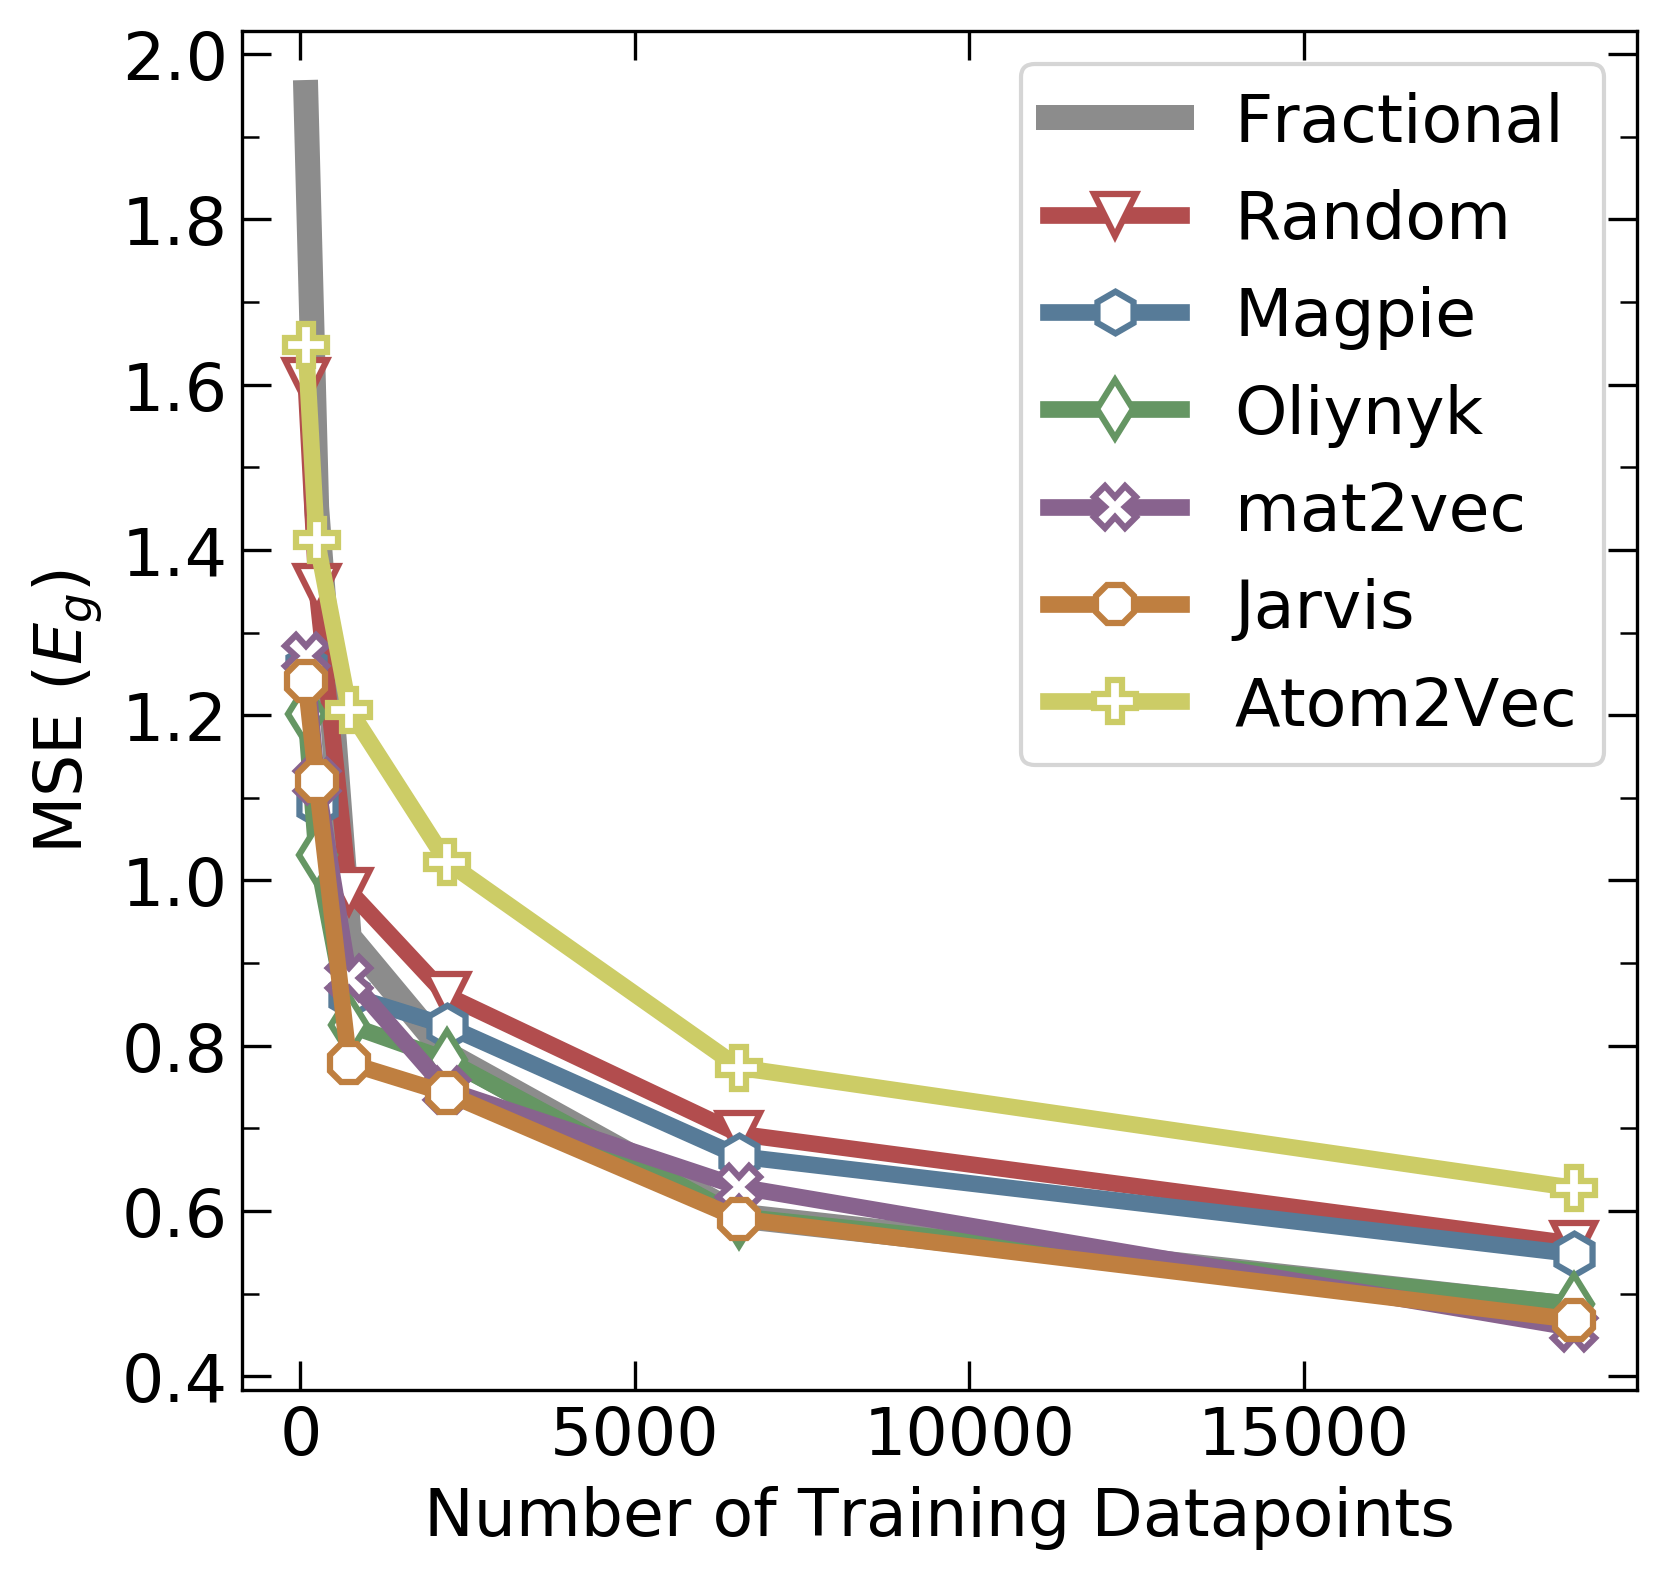 2.0
1.8
1.6
1.4
1.2
1.0
0.8
0.6
0.4
MSE (E_g)
0 5000 10000 15000
Number of Training Datapoints
Fractional
Random
Magpie
Oliynyk
mat2vec
Jarvis
Atom2Vec